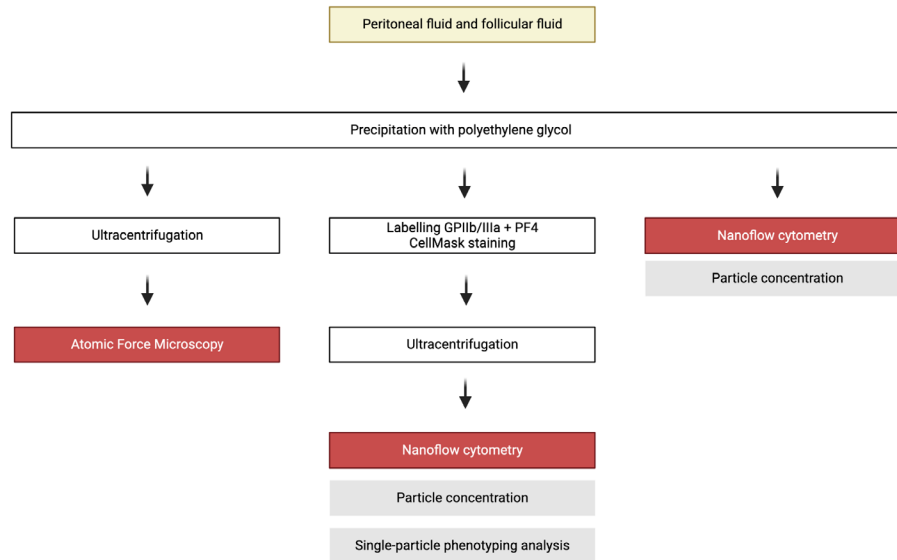 Peritoneal fluid and follicular fluid
Precipitation with polyethylene glycol
Ultracentrifugation
Labelling GPIIb/IIIa + PF4
CellMask staining
Nanoflow cytometry
Particle concentration
Atomic Force Microscopy
Ultracentrifugation
Nanoflow cytometry
Particle concentration
Single-particle phenotyping analysis